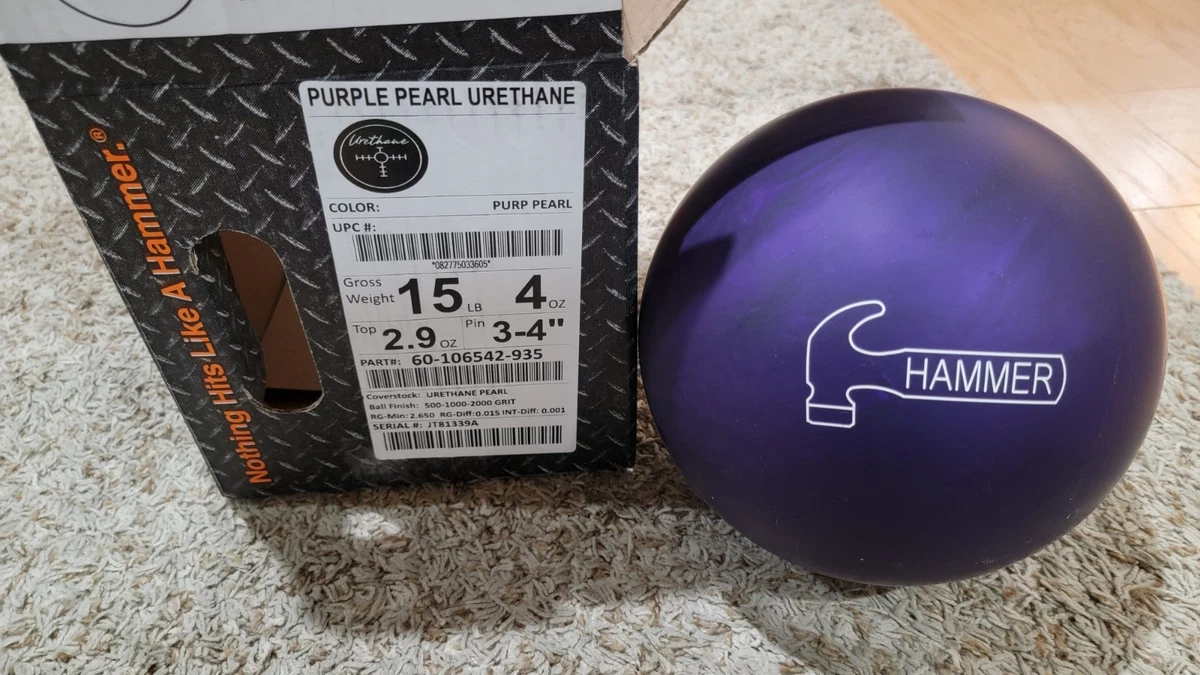 Nothing Hits Like A Hammer.®
PURPLE PEARL URETHANE
Urethane
COLOR: PURP PEARL
UPC #:
*082775033605*
Gross Weight 15 LB 4 OZ
Top 2.9 OZ Pin 3-4"
PART#: 60-106542-935
Coverstock: URETHANE PEARL
Ball Finish: 500-1000-2000 GRIT
RG-Min: 2.650 RG-Diff: 0.015 INT-Diff: 0.001
SERIAL #: JT81339A
HAMMER